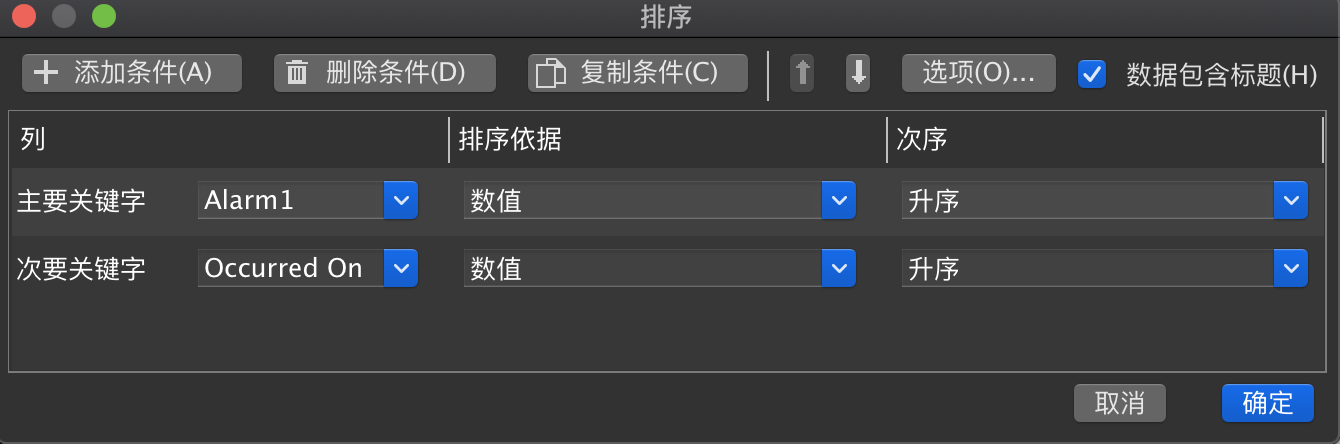 排序
添加条件(A) 删除条件(D) 复制条件(C) 选项(O)... 数据包含标题(H)
列 排序依据 次序
主要关键字 Alarm1 数值 升序
次要关键字 Occurred On 数值 升序
取消 确定